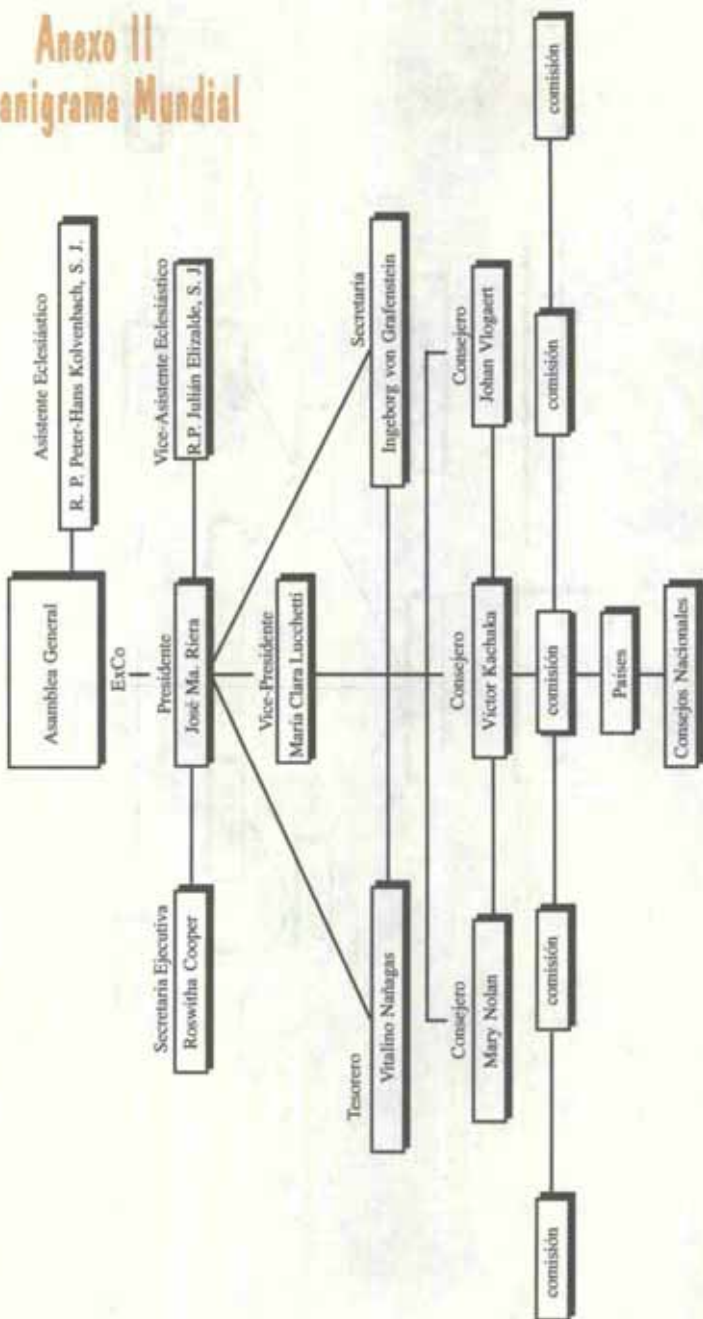 Anexo II
anigrama Mundial
Asamblea General
Asistente Eclesiástico
R. P. Peter-Hans Kolvenbach, S. J.
ExCo
Secretaria Ejecutiva
Roswitha Cooper
Presidente
José Ma. Riera
Vice-Asistente Eclesiástico
R.P. Julián Elizalde, S. J
Vice-Presidente
María Clara Lucchetti
Tesorero
Vitalino Nañagas
Secretaria
Ingeborg von Grafenstein
Consejero
Mary Nolan
Consejero
Víctor Kachaka
Consejero
Johan Vlogaert
comisión
comisión
comisión
comisión
comisión
Países
Consejos Nacionales